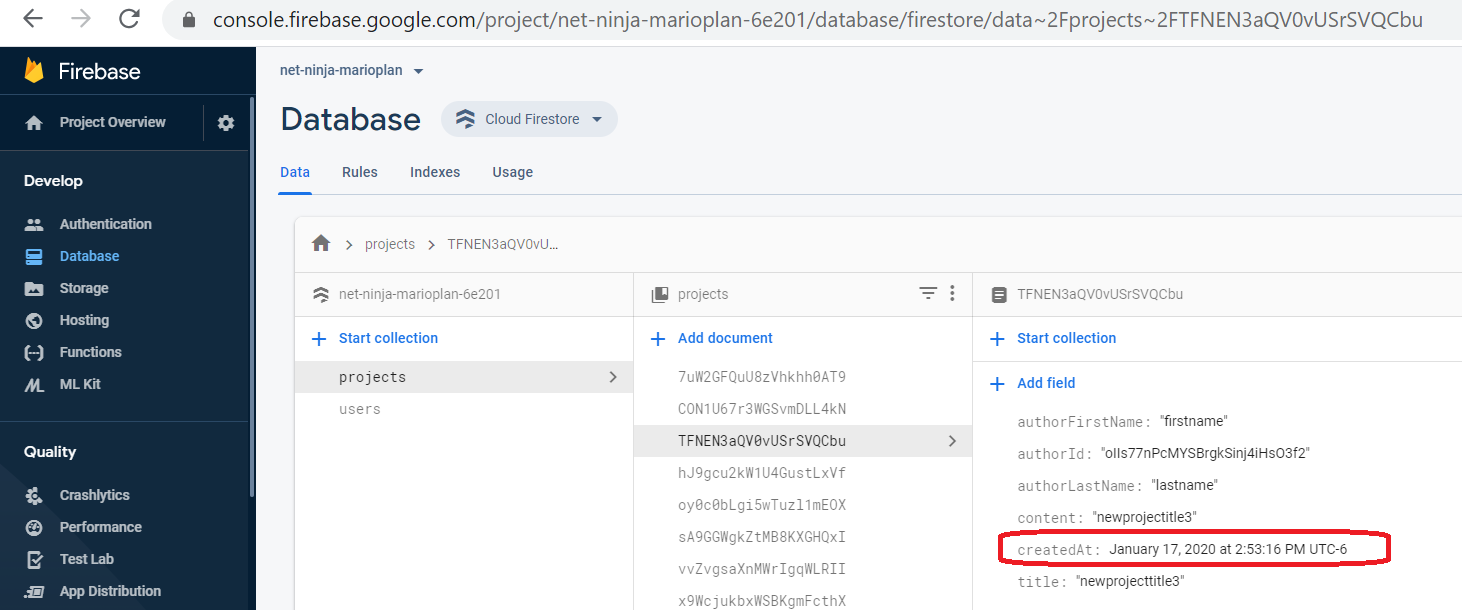 console.firebase.google.com/project/net-ninja-marioplan-6e201/database/firestore/data~2Fprojects~2FTFNEN3aQV0vUSrSVQCbu
Firebase
Project Overview
Develop
Authentication
Database
Storage
Hosting
Functions
ML Kit
Quality
Crashlytics
Performance
Test Lab
App Distribution
net-ninja-marioplan
Database
Cloud Firestore
Data Rules Indexes Usage
projects TFNEN3aQV0vU...
net-ninja-marioplan-6e201
Start collection
projects
users
projects
Add document
7uW2GFQuU8zVhkhh0AT9
CON1U67r3WGSvmDLL4kN
TFNEN3aQV0vUSrSVQCbu
hJ9gcu2kW1U4GustLxVf
oy0c0bLgi5wTuzl1mEOX
sA9GGWgkZtMB8KXGHQxI
vvZvgsaXnMWrIgqWLRII
x9WcjukbxWSBKgmFcthX
TFNEN3aQV0vUSrSVQCbu
Start collection
Add field
authorFirstName: "firstname"
authorId: "oIIs77nPcMYSBrgkSinj4iHsO3f2"
authorLastName: "lastname"
content: "newprojectitle3"
createdAt: January 17, 2020 at 2:53:16 PM UTC-6
title: "newprojecttitle3"